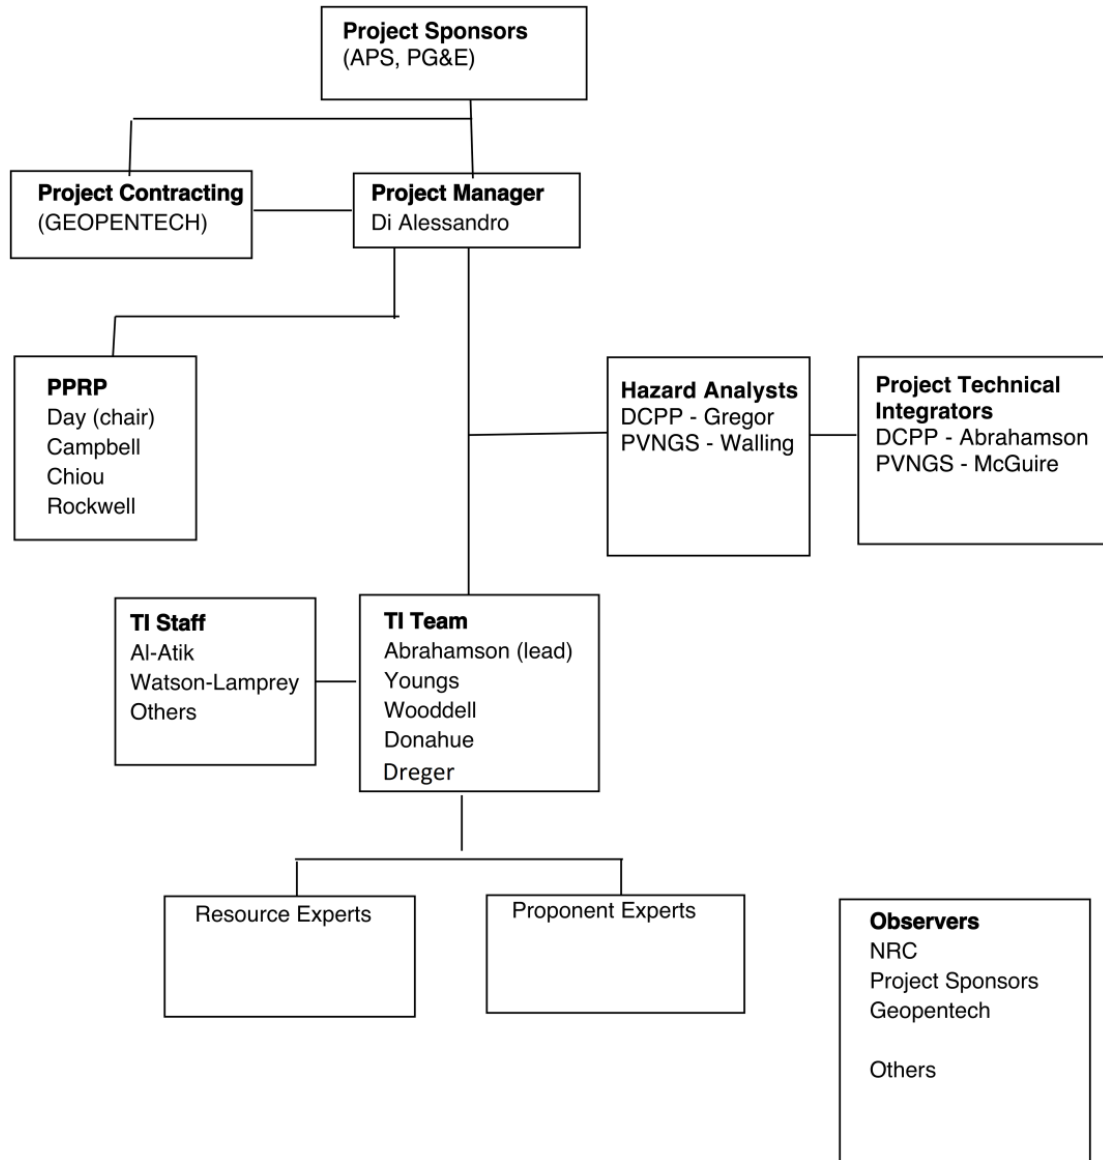 Project Sponsors
(APS, PG&E)
Project Contracting
(GEOPENTECH)
Project Manager
Di Alessandro
PPRP
Day (chair)
Campbell
Chiou
Rockwell
Hazard Analysts
DCPP - Gregor
PVNGS - Walling
Project Technical
Integrators
DCPP - Abrahamson
PVNGS - McGuire
TI Staff
Al-Atik
Watson-Lamprey
Others
TI Team
Abrahamson (lead)
Youngs
Wooddell
Donahue
Dreger
Resource Experts
Proponent Experts
Observers
NRC
Project Sponsors
Geopentech
Others